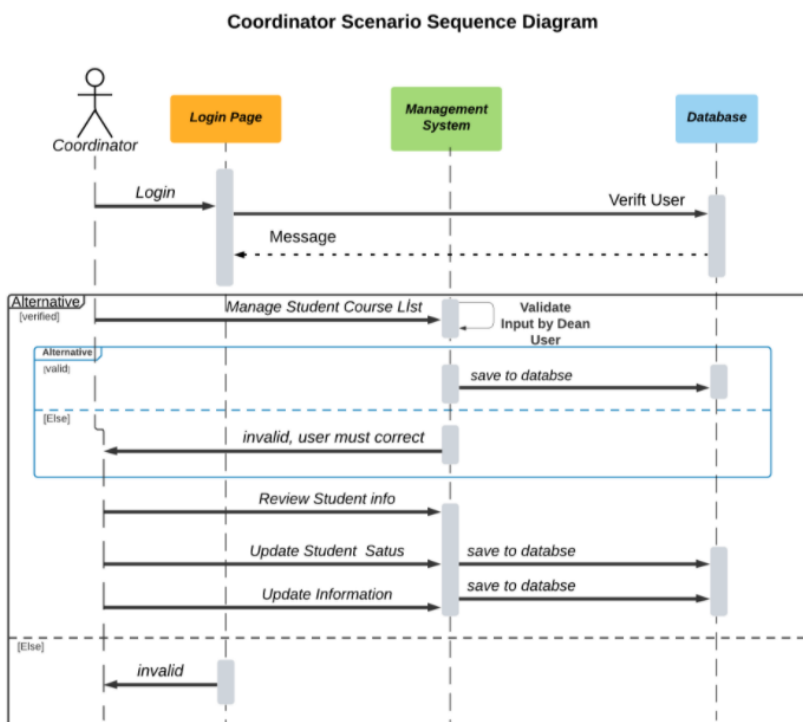 Coordinator Scenario Sequence Diagram
Coordinator
Login Page
Management
System
Database
Login
Verift User
Message
Alternative
[verified]
Manage Student Course Lİst
Validate
Input by Dean
User
Alternative
[valid]
save to databse
[Else]
invalid, user must correct
Review Student info
Update Student Satus
save to databse
Update Information
save to databse
[Else]
invalid